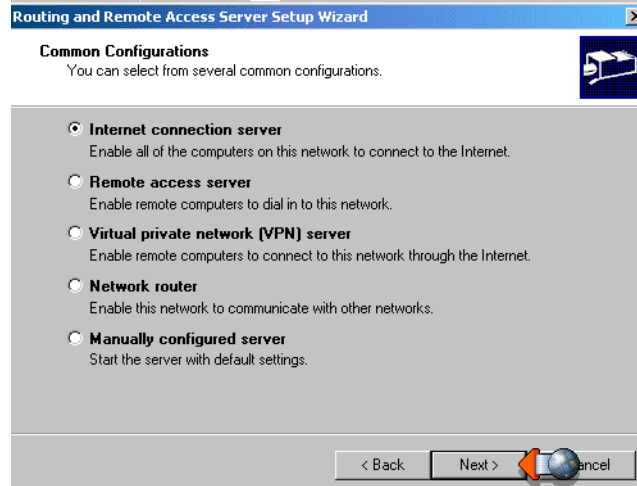 Routing and Remote Access Server Setup Wizard
Common Configurations
You can select from several common configurations.
Internet connection server
Enable all of the computers on this network to connect to the Internet.
Remote access server
Enable remote computers to dial in to this network.
Virtual private network (VPN) server
Enable remote computers to connect to this network through the Internet.
Network router
Enable this network to communicate with other networks.
Manually configured server
Start the server with default settings.
< Back Next > ancel